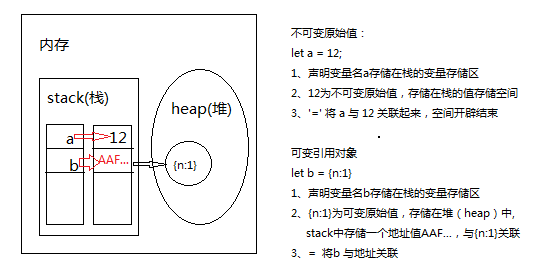 内存
stack(栈)
heap(堆)
a
12
b
AAF...
{n:1}
不可变原始值：
let a = 12;
1、声明变量名a存储在栈的变量存储区
2、12为不可变原始值，存储在栈的值存储空间
3、'=' 将 a 与 12 关联起来，空间开辟结束
可变引用对象
let b = {n:1}
1、声明变量名b存储在栈的变量存储区
2、{n:1}为可变原始值，存储在堆（heap）中,
stack中存储一个地址值AAF...，与{n:1}关联
3、= 将b 与地址关联